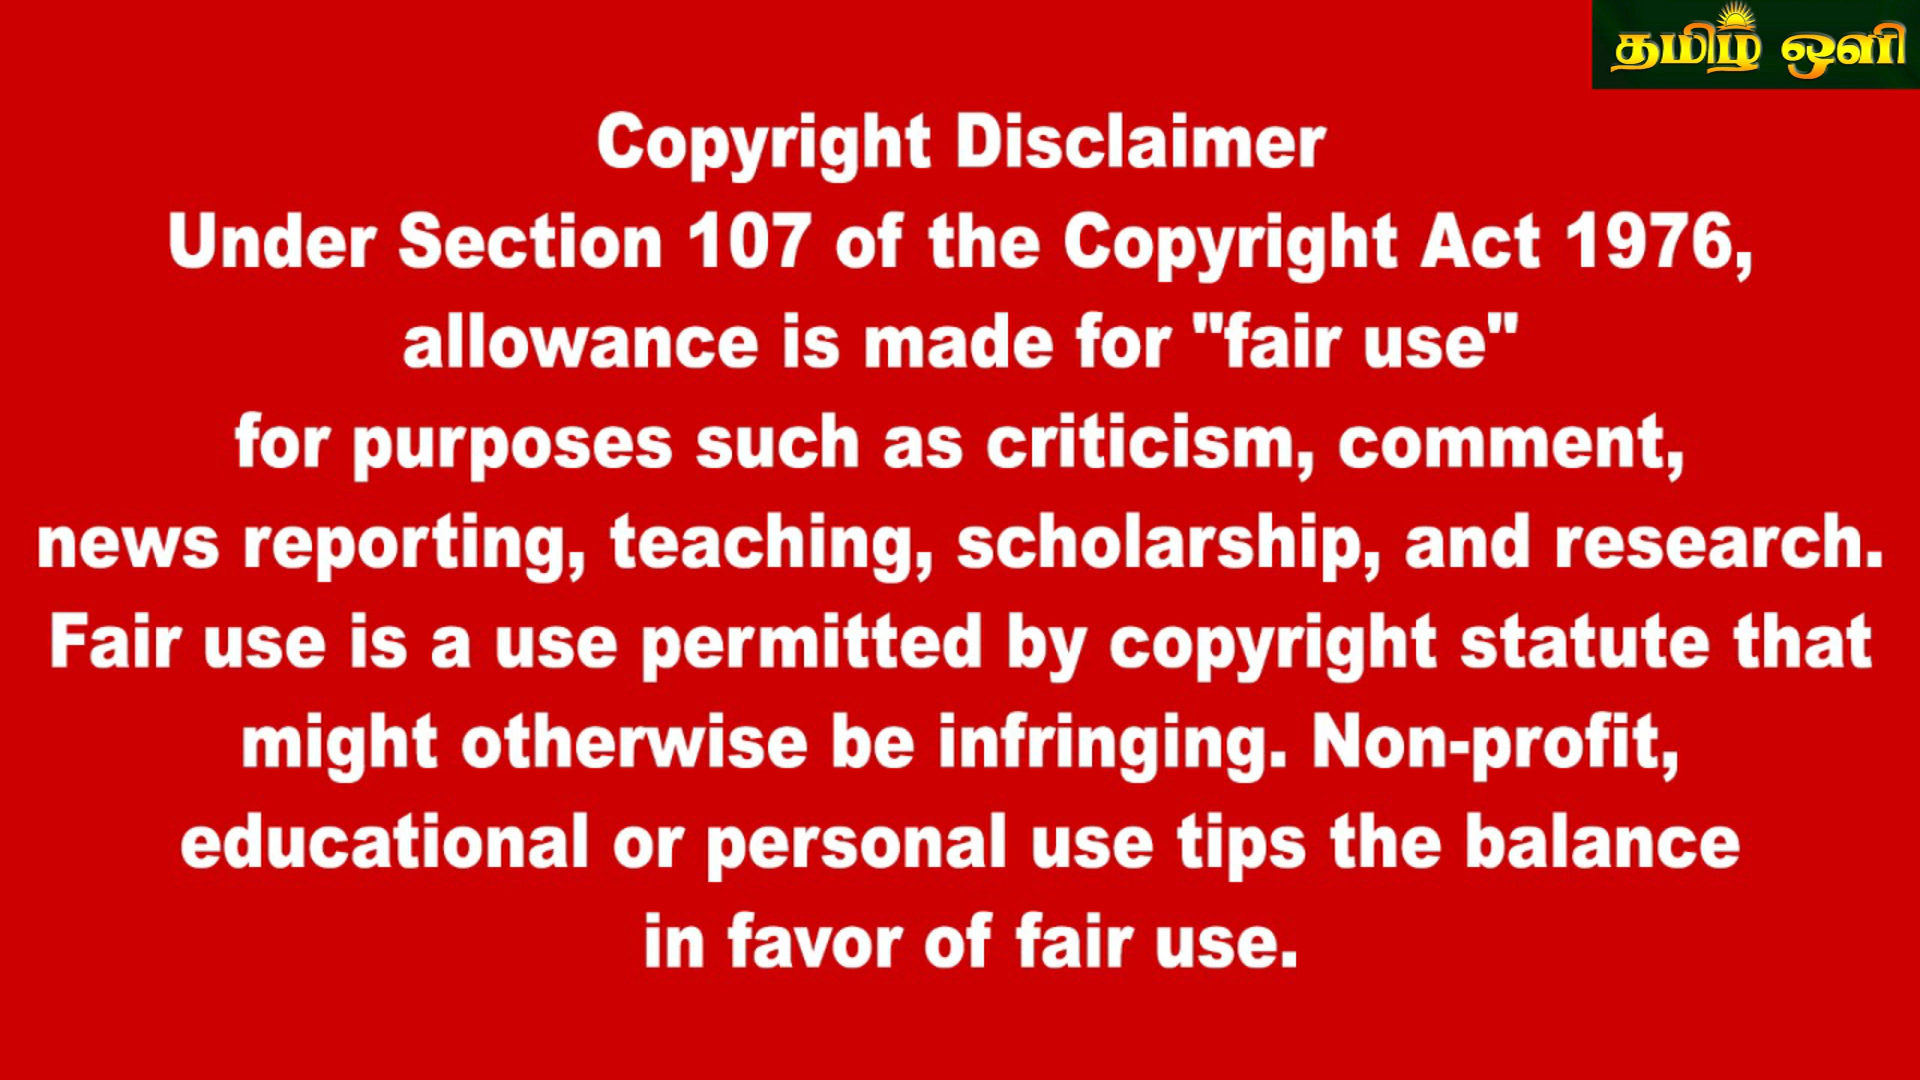 தமிழ் ஒளி
Copyright Disclaimer
Under Section 107 of the Copyright Act 1976,
allowance is made for "fair use"
for purposes such as criticism, comment,
news reporting, teaching, scholarship, and research.
Fair use is a use permitted by copyright statute that
might otherwise be infringing. Non-profit,
educational or personal use tips the balance
in favor of fair use.